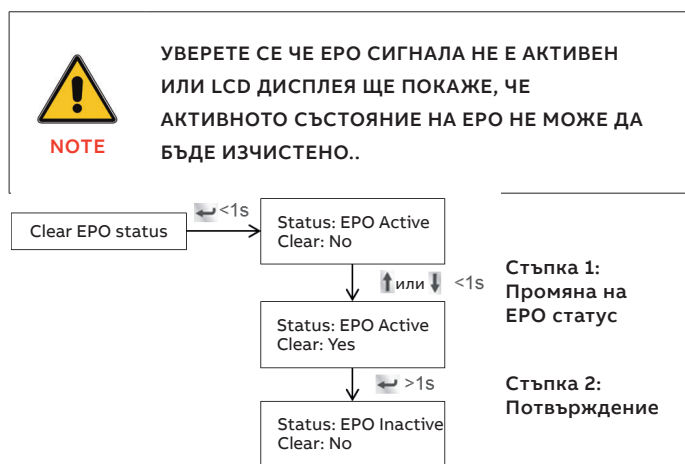 УВЕРЕТЕ СЕ ЧЕ ЕРО СИГНАЛА НЕ Е АКТИВЕН
ИЛИ LCD ДИСПЛЕЯ ЩЕ ПОКАЖЕ, ЧЕ
АКТИВНОТО СЪСТОЯНИЕ НА ЕРО НЕ МОЖЕ ДА
БЪДЕ ИЗЧИСТЕНО..
NOTE
<1s
Clear EPO status
Status: EPO Active
Clear: No
или <1s
Стъпка 1:
Промяна на
ЕРО статус
Status: EPO Active
Clear: Yes
>1s
Стъпка 2:
Потвърждение
Status: EPO Inactive
Clear: No